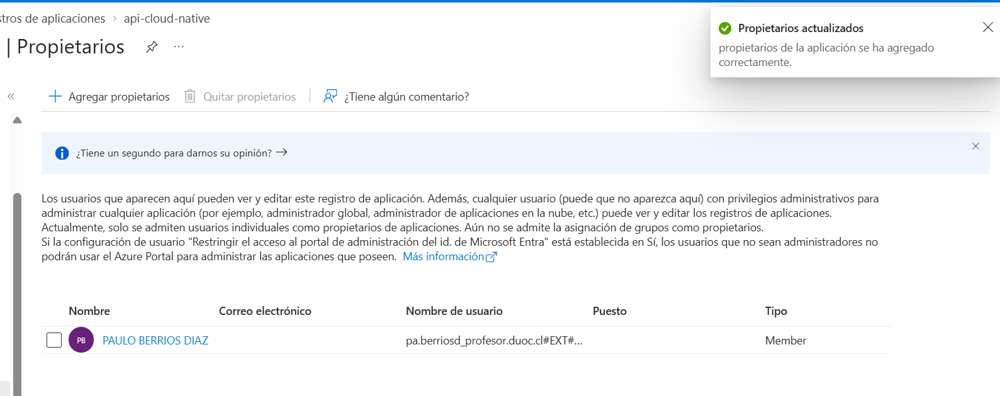 stros de aplicaciones > api-cloud-native
| Propietarios ...
Propietarios actualizados
propietarios de la aplicación se ha agregado
correctamente.
« + Agregar propietarios Quitar propietarios | ¿Tiene algún comentario?
¿Tiene un segundo para darnos su opinión? →
Los usuarios que aparecen aquí pueden ver y editar este registro de aplicación. Además, cualquier usuario (puede que no aparezca aquí) con privilegios administrativos para
administrar cualquier aplicación (por ejemplo, administrador global, administrador de aplicaciones en la nube, etc.) puede ver y editar los registros de aplicaciones.
Actualmente, solo se admiten usuarios individuales como propietarios de aplicaciones. Aún no se admite la asignación de grupos como propietarios.
Si la configuración de usuario "Restringir el acceso al portal de administración del id. de Microsoft Entra" está establecida en Sí, los usuarios que no sean administradores no
podrán usar el Azure Portal para administrar las aplicaciones que poseen. Más información
Nombre Correo electrónico Nombre de usuario Puesto Tipo
PB PAULO BERRIOS DIAZ pa.berriosd_profesor.duoc.cl#EXT#... Member